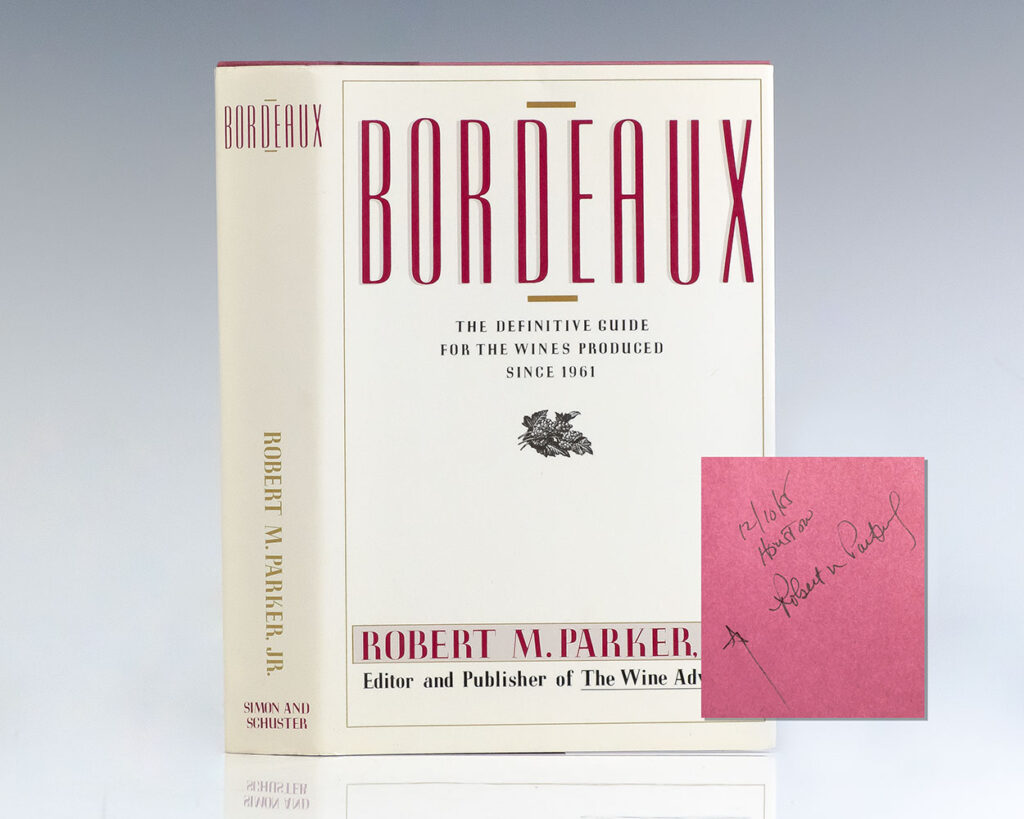 BORDEAUX
ROBERT M. PARKER, JR.
SIMON AND
SCHUSTER
BORDEAUX
THE DEFINITIVE GUIDE
FOR THE WINES PRODUCED
SINCE 1961
ROBERT M. PARKER,
Editor and Publisher of The Wine Adv
12/10/85
Houston
Robert M Parker J